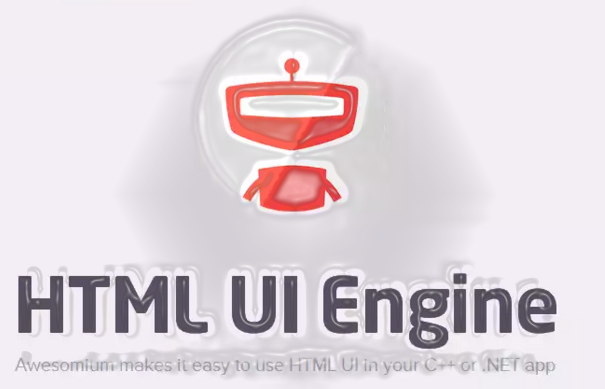 HTML UI Engine
Awesomium makes it easy to use HTML UI in your C++ or .NET app